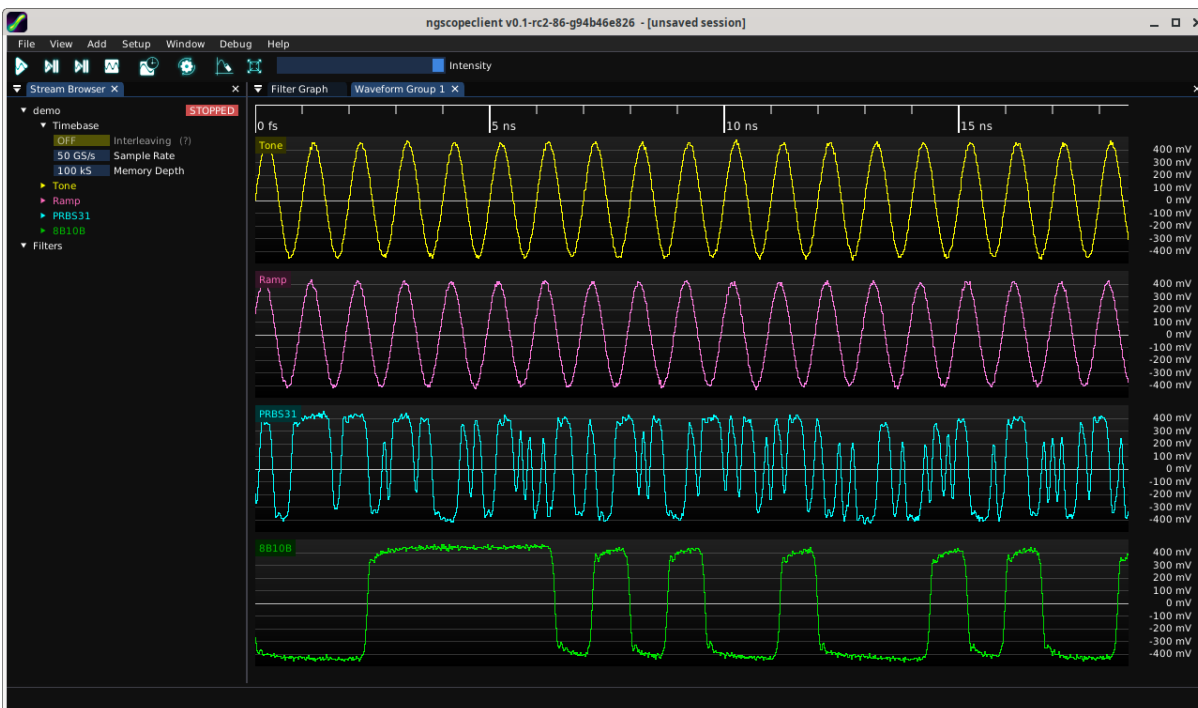 ngscopeclient v0.1-rc2-86-g94b46e826 - [unsaved session]
File View Add Setup Window Debug Help
Intensity
Stream Browser
Filter Graph
Waveform Group 1
demo
STOPPED
Timebase
OFF Interleaving (?)
50 GS/s Sample Rate
100 kS Memory Depth
Tone
Ramp
PRBS31
8B10B
Filters
0 fs 5 ns 10 ns 15 ns
Tone
400 mV
300 mV
200 mV
100 mV
0 mV
-100 mV
-200 mV
-300 mV
-400 mV
Ramp
400 mV
300 mV
200 mV
100 mV
0 mV
-100 mV
-200 mV
-300 mV
-400 mV
PRBS31
400 mV
300 mV
200 mV
100 mV
0 mV
-100 mV
-200 mV
-300 mV
-400 mV
8B10B
400 mV
300 mV
200 mV
100 mV
0 mV
-100 mV
-200 mV
-300 mV
-400 mV